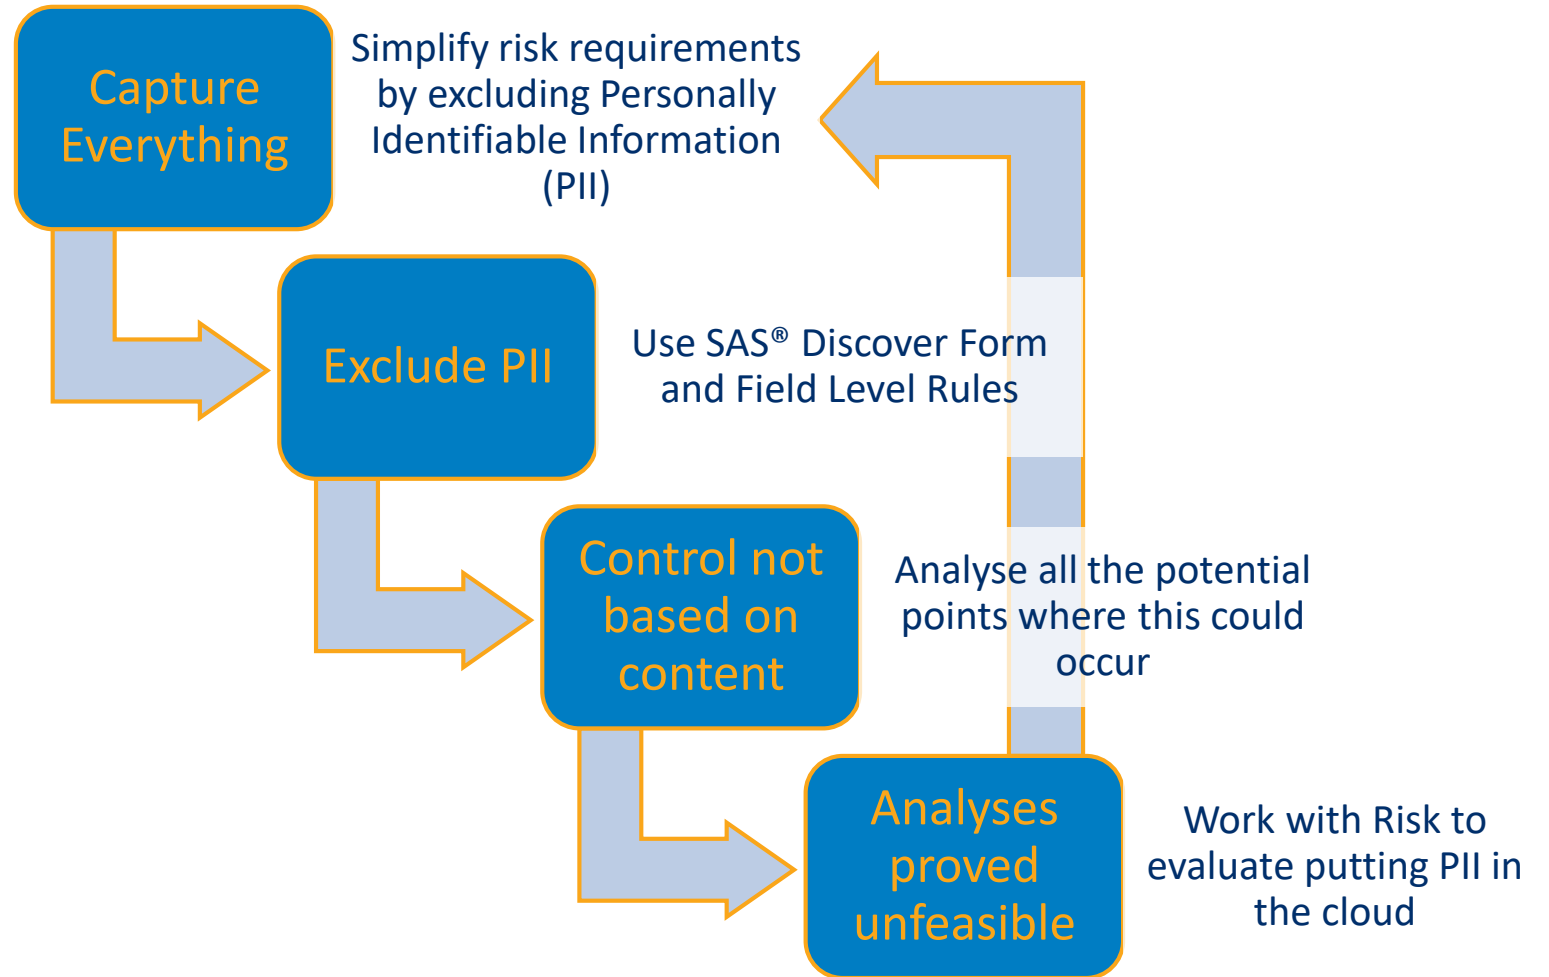 Capture
Everything
Simplify risk requirements
by excluding Personally
Identifiable Information
(PII)
Exclude PII
Use SAS® Discover Form
and Field Level Rules
Control not
based on
content
Analyse all the potential
points where this could
occur
Analyses
proved
unfeasible
Work with Risk to
evaluate putting PII in
the cloud